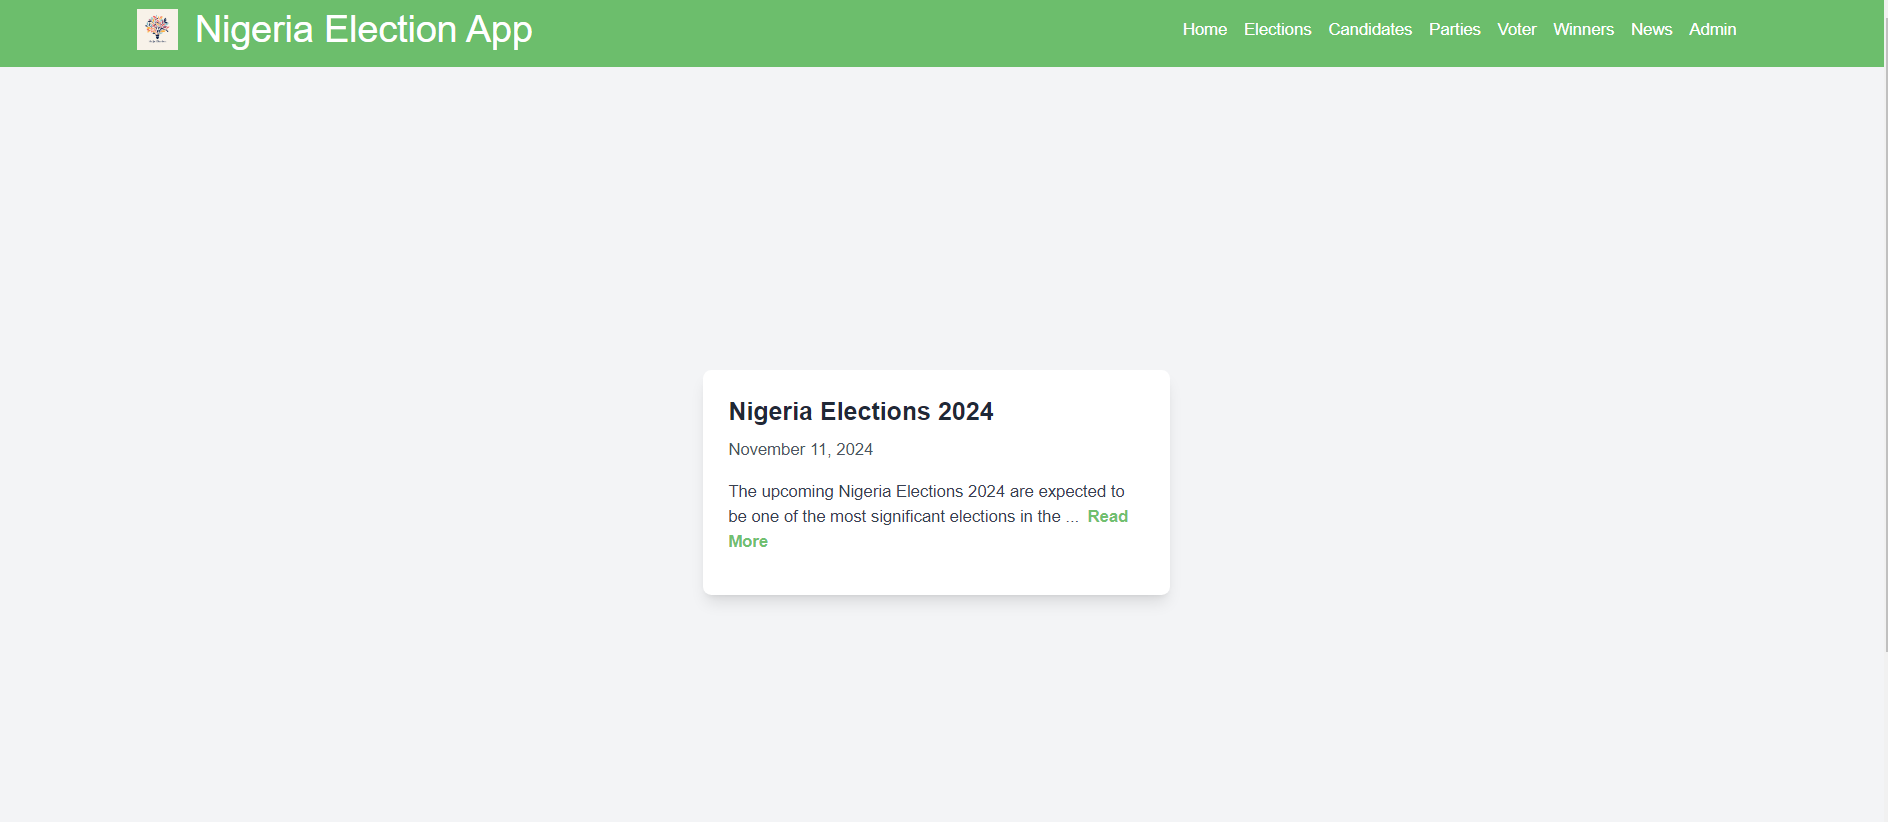 Nigeria Election App
Home Elections Candidates Parties Voter Winners News Admin
Nigeria Elections 2024
November 11, 2024
The upcoming Nigeria Elections 2024 are expected to
be one of the most significant elections in the ... Read
More